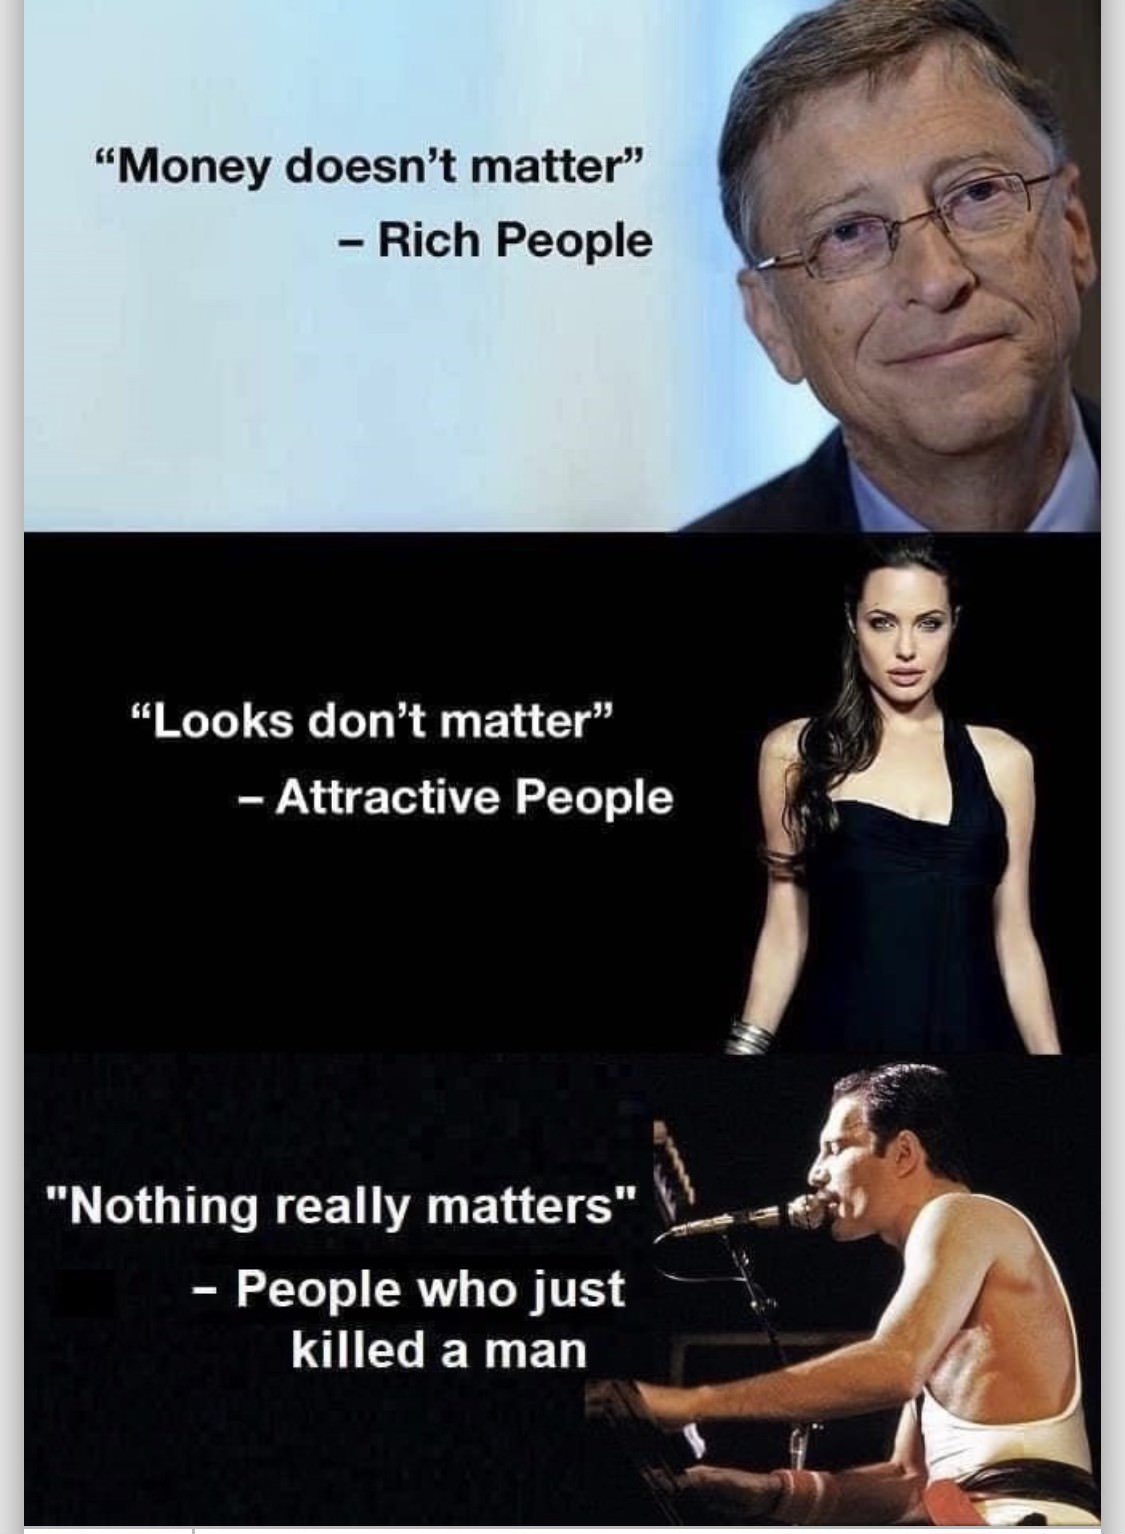 “Money doesn’t matter”
– Rich People
“Looks don’t matter”
– Attractive People
"Nothing really matters"
– People who just
killed a man